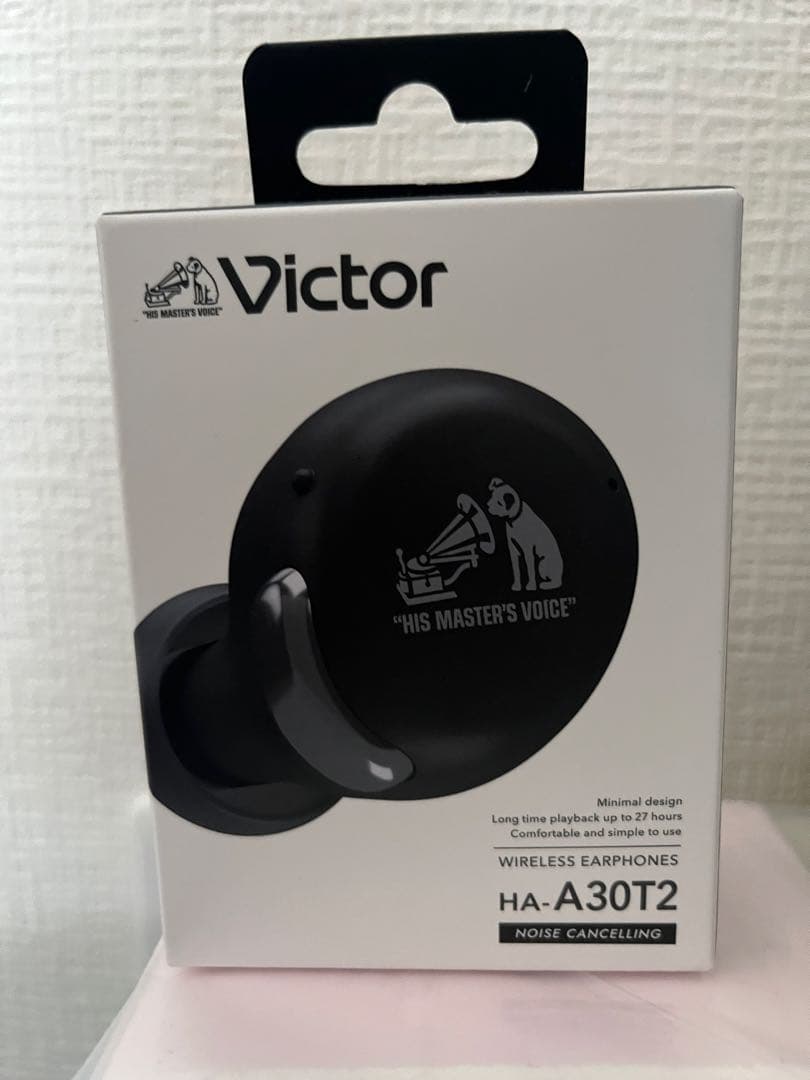 Victor
"HIS MASTER'S VOICE"
"HIS MASTER'S VOICE"
Minimal design
Long time playback up to 27 hours
Comfortable and simple to use
WIRELESS EARPHONES
HA-A30T2
NOISE CANCELLING